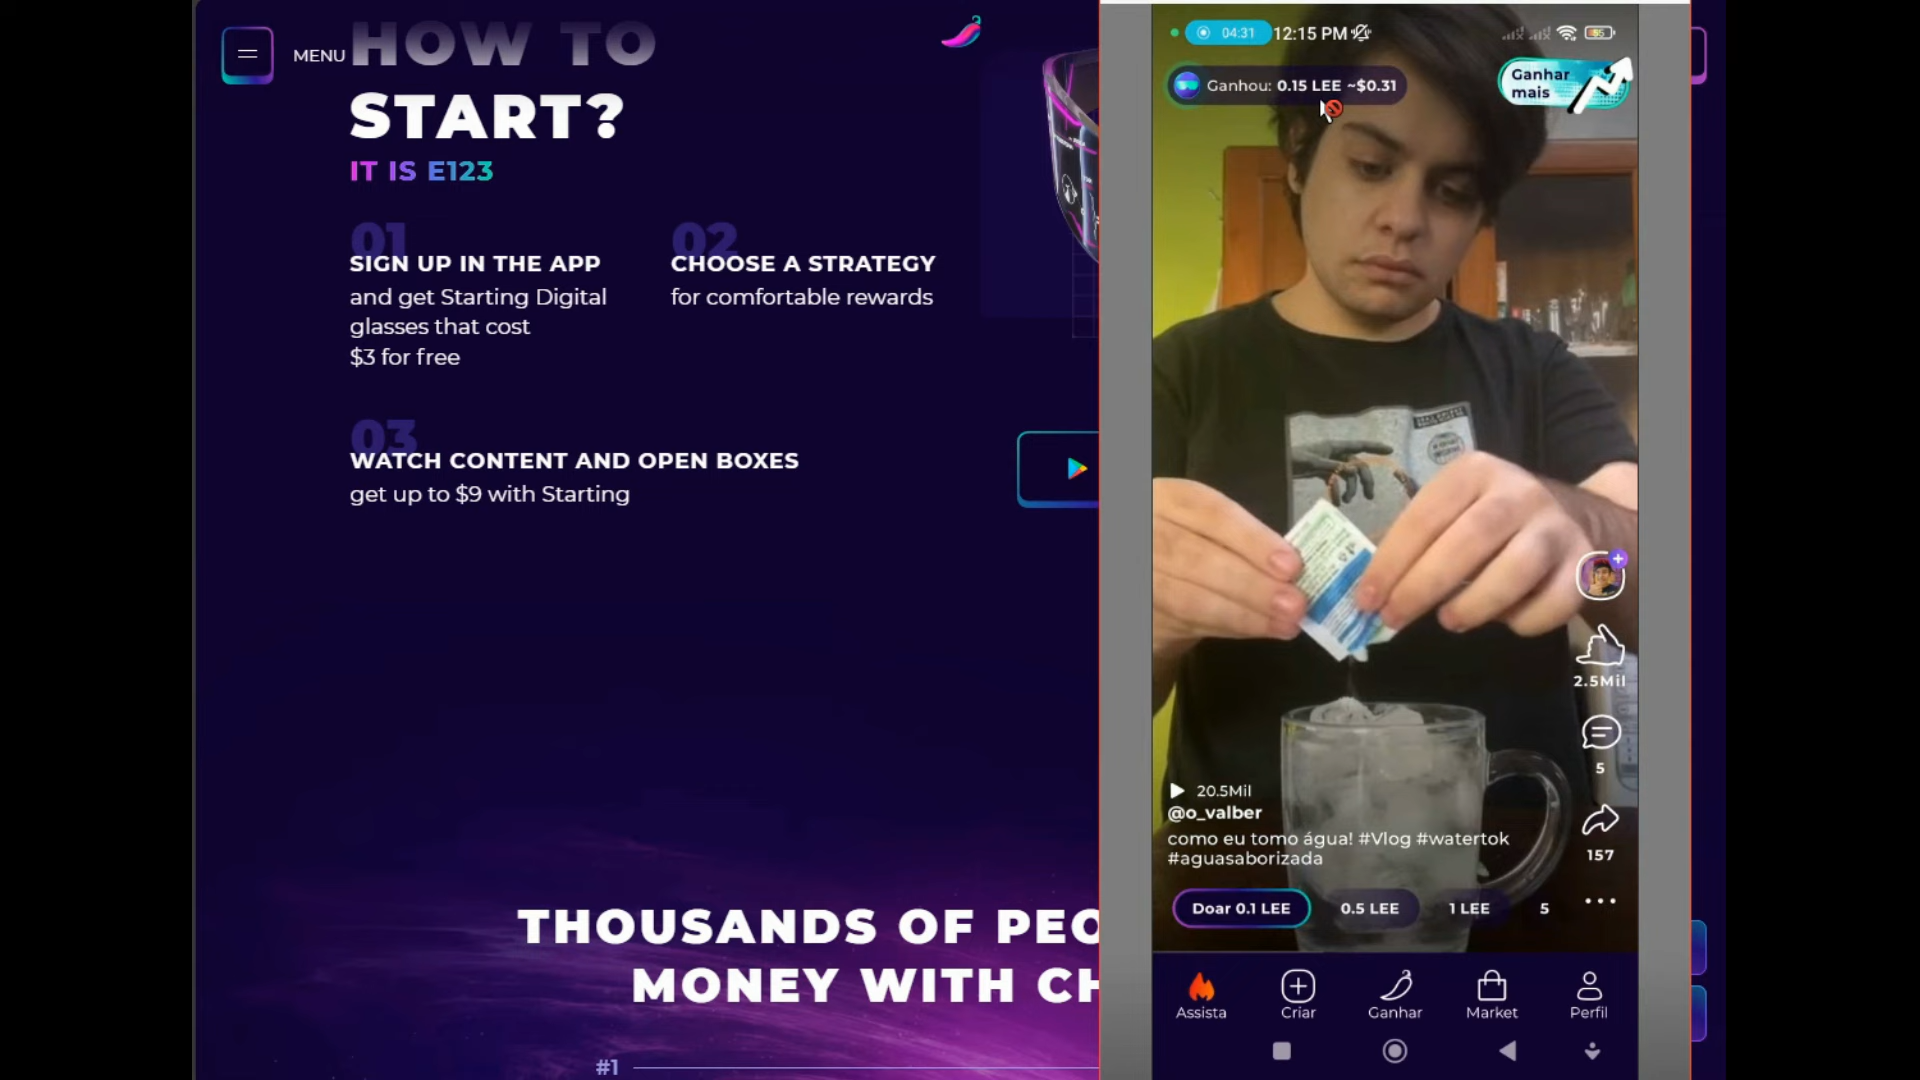 MENU
HOW TO
START?
IT IS E123
01
SIGN UP IN THE APP
and get Starting Digital
glasses that cost
$3 for free
02
CHOOSE A STRATEGY
for comfortable rewards
03
WATCH CONTENT AND OPEN BOXES
get up to $9 with Starting
THOUSANDS OF PEO
MONEY WITH CH
#1
04:31 12:15 PM
Ganhou: 0.15 LEE ~$0.31
Ganhar
mais
2.5Mil
5
157
20.5Mil
@o_valber
como eu tomo água! #Vlog #watertok
#aguasaborizada
Doar 0.1 LEE 0.5 LEE 1 LEE 5
Assista Criar Ganhar Market Perfil